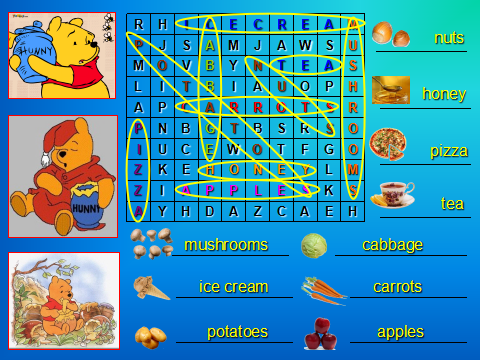 R H I C E C R E A M
P J S A M J A W S U
M O V B Y N T E A S
L I T B I A U O P H
A P C A R R O T S R
P N B G T B S R S O
I U C E W O T F G O
Z K E H O N E Y L M
Z I A P P L E S K S
A Y H D A Z C A E H
HUNNY
HUNNY
nuts
honey
pizza
tea
mushrooms
cabbage
ice cream
carrots
potatoes
apples